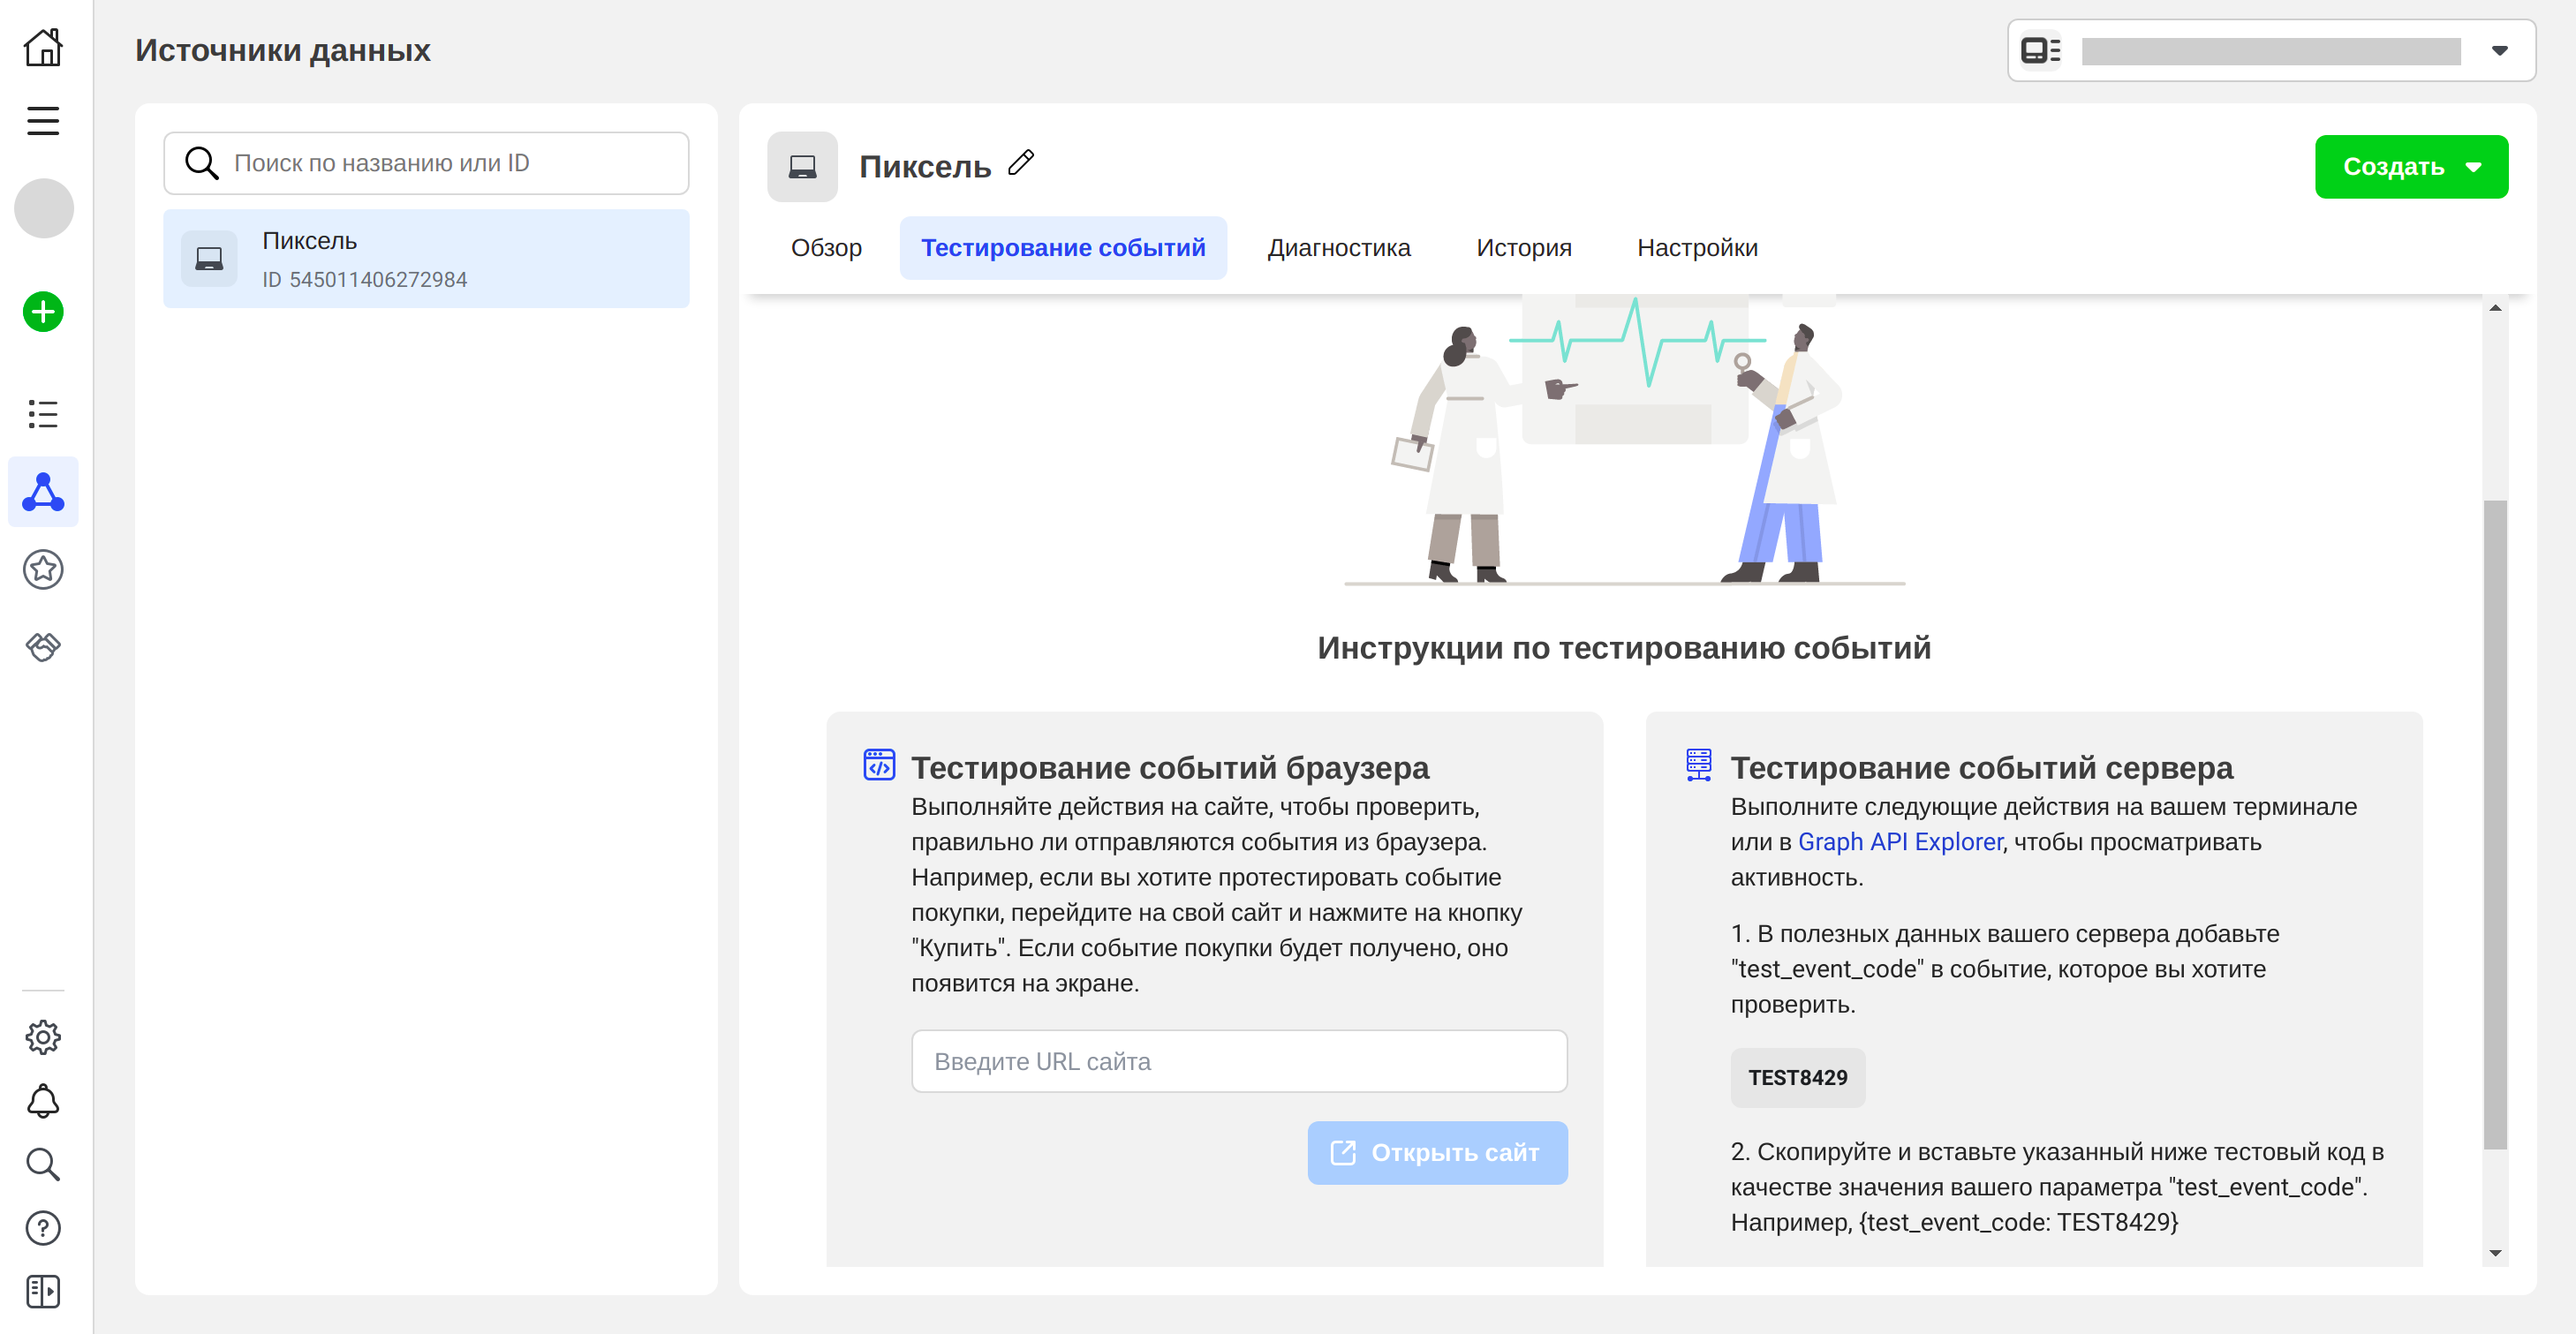 Источники данных
Поиск по названию или ID
Пиксель
ID 545011406272984
Пиксель
Создать
Обзор
Тестирование событий
Диагностика
История
Настройки
Инструкции по тестированию событий
Тестирование событий браузера
Выполняйте действия на сайте, чтобы проверить,
правильно ли отправляются события из браузера.
Например, если вы хотите протестировать событие
покупки, перейдите на свой сайт и нажмите на кнопку
"Купить". Если событие покупки будет получено, оно
появится на экране.
Введите URL сайта
Открыть сайт
Тестирование событий сервера
Выполните следующие действия на вашем терминале
или в Graph API Explorer, чтобы просматривать
активность.
1. В полезных данных вашего сервера добавьте
"test_event_code" в событие, которое вы хотите
проверить.
TEST8429
2. Скопируйте и вставьте указанный ниже тестовый код в
качестве значения вашего параметра "test_event_code".
Например, {test_event_code: TEST8429}